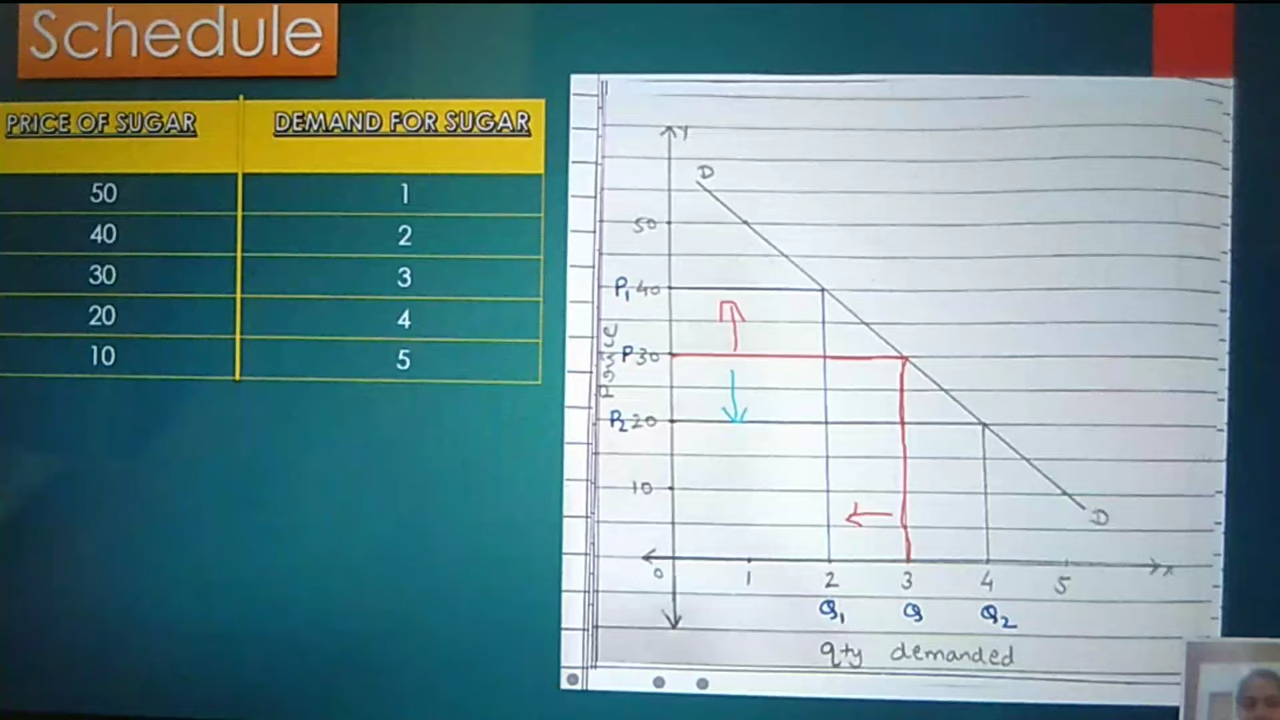 Schedule
PRICE OF SUGAR DEMAND FOR SUGAR
50 1
40 2
30 3
20 4
10 5
Y
D
50
P1 40
P 30
Price
P2 20
10
D
0 1 2 3 4 5 X
Q1 Q Q2
qty demanded